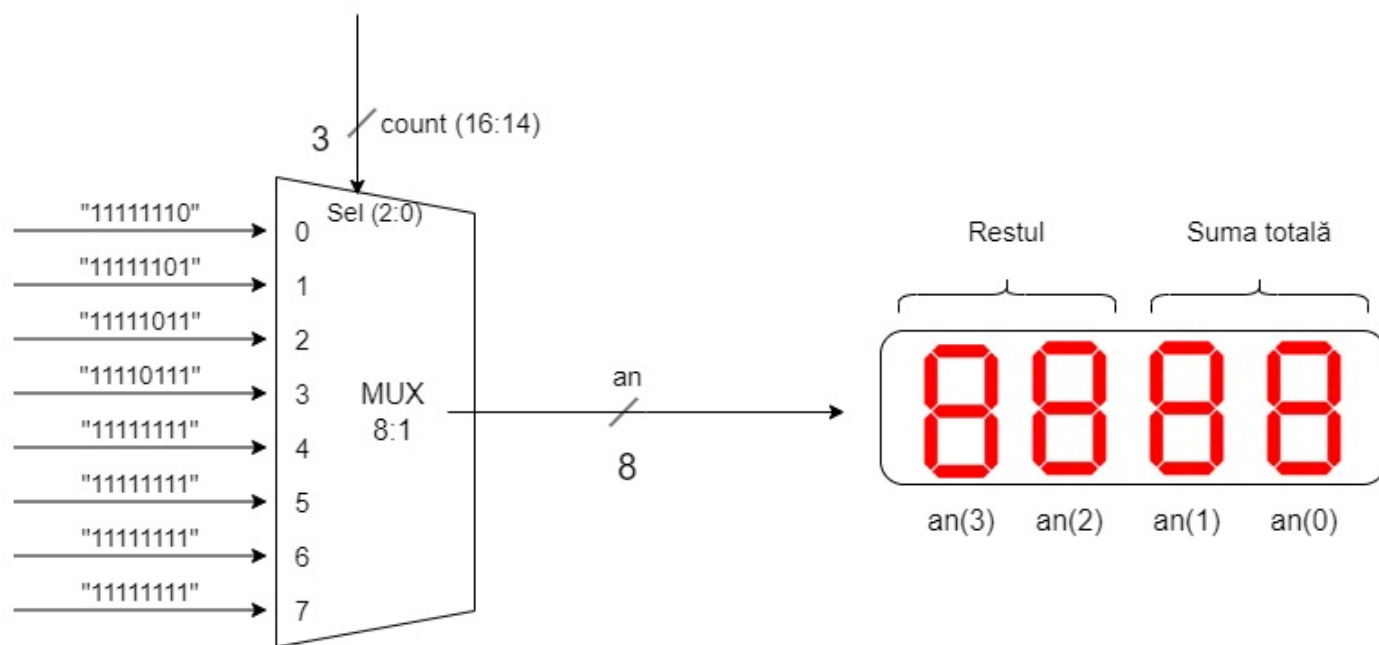 3
count (16:14)
Sel (2:0)
"11111110"
0
"11111101"
1
"11111011"
2
"11110111"
3
"11111111"
4
"11111111"
5
"11111111"
6
"11111111"
7
MUX
8:1
an
8
Restul
Suma totală
8888
an(3)
an(2)
an(1)
an(0)